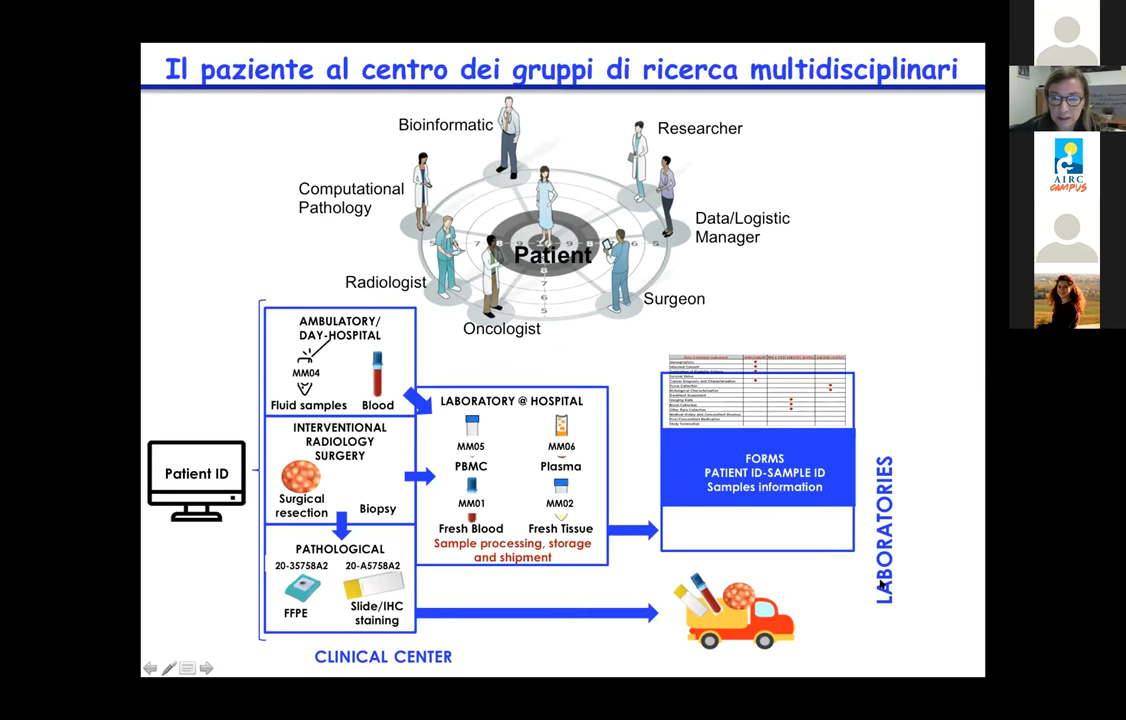 Il paziente al centro dei gruppi di ricerca multidisciplinari
Bioinformatic
Researcher
Computational
Pathology
Data/Logistic
Manager
Patient
Radiologist
Surgeon
Oncologist
AMBULATORY/
DAY-HOSPITAL
MM04
Fluid samples
Blood
INTERVENTIONAL
RADIOLOGY
SURGERY
Surgical
resection
Biopsy
PATHOLOGICAL
20-35758A2
20-A5758A2
FFPE
Slide/IHC
staining
Patient ID
CLINICAL CENTER
LABORATORY @ HOSPITAL
MM05
MM06
PBMC
Plasma
MM01
MM02
Fresh Blood
Fresh Tissue
Sample processing, storage
and shipment
FORMS
PATIENT ID-SAMPLE ID
Samples information
LABORATORIES
AIRC
CAMPUS